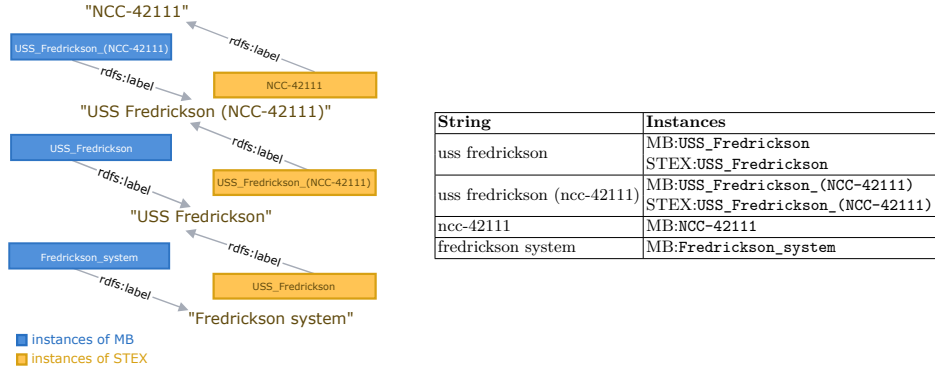 "NCC-42111"
USS_Fredrickson_(NCC-42111)
rdfs:label
rdfs:label
NCC-42111
"USS Fredrickson (NCC-42111)"
USS_Fredrickson
rdfs:label
rdfs:label
USS_Fredrickson_(NCC-42111)
"USS Fredrickson"
Fredrickson_system
rdfs:label
rdfs:label
USS_Fredrickson
"Fredrickson system"
instances of MB
instances of STEX
String Instances
uss fredrickson MB:USS_Fredrickson
STEX:USS_Fredrickson
uss fredrickson (ncc-42111) MB:USS_Fredrickson_(NCC-42111)
STEX:USS_Fredrickson_(NCC-42111)
ncc-42111 MB:NCC-42111
fredrickson system MB:Fredrickson_system